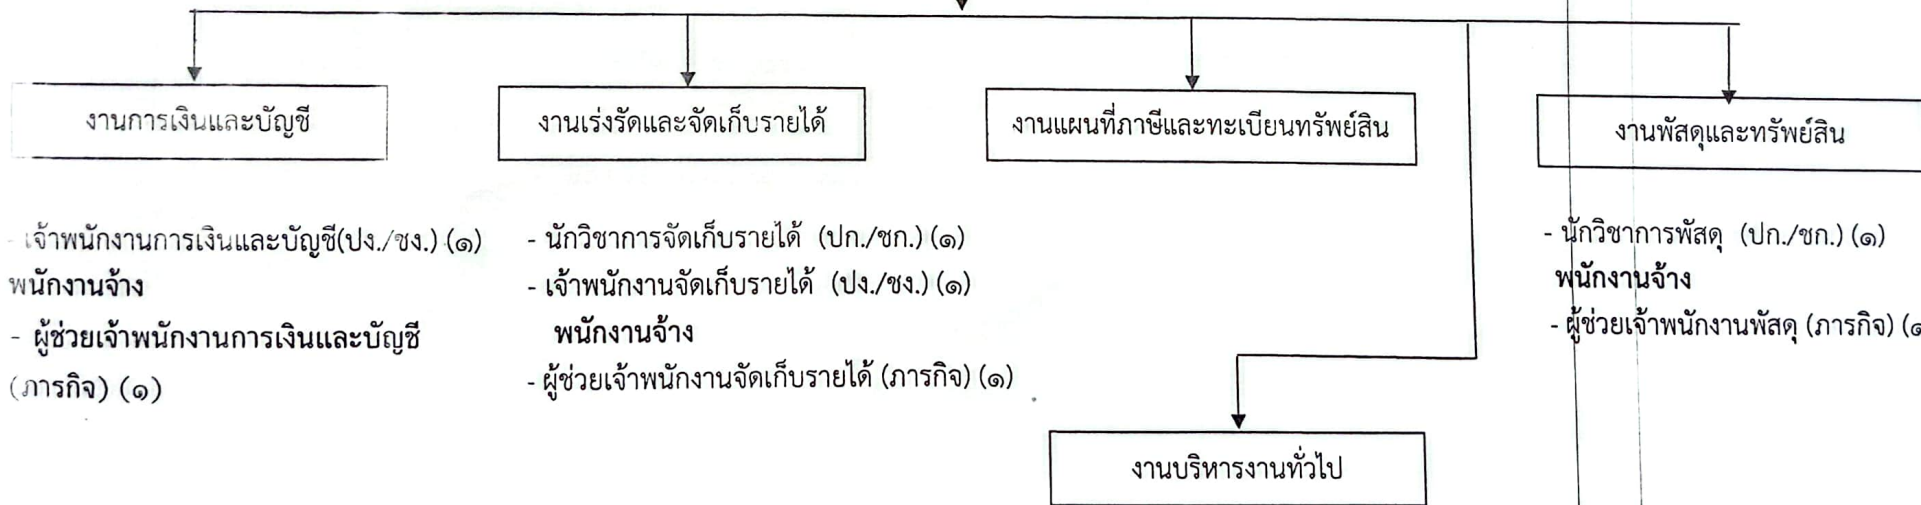 งานการเงินและบัญชี
งานเร่งรัดและจัดเก็บรายได้
งานแผนที่ภาษีและทะเบียนทรัพย์สิน
งานพัสดุและทรัพย์สิน
- เจ้าพนักงานการเงินและบัญชี(ปง./ชง.) (๑)
พนักงานจ้าง
- ผู้ช่วยเจ้าพนักงานการเงินและบัญชี
(ภารกิจ) (๑)
- นักวิชาการจัดเก็บรายได้ (ปก./ชก.) (๑)
- เจ้าพนักงานจัดเก็บรายได้ (ปง./ชง.) (๑)
พนักงานจ้าง
- ผู้ช่วยเจ้าพนักงานจัดเก็บรายได้ (ภารกิจ) (๑)
- นักวิชาการพัสดุ (ปก./ชก.) (๑)
พนักงานจ้าง
- ผู้ช่วยเจ้าพนักงานพัสดุ (ภารกิจ) (๑
งานบริหารงานทั่วไป